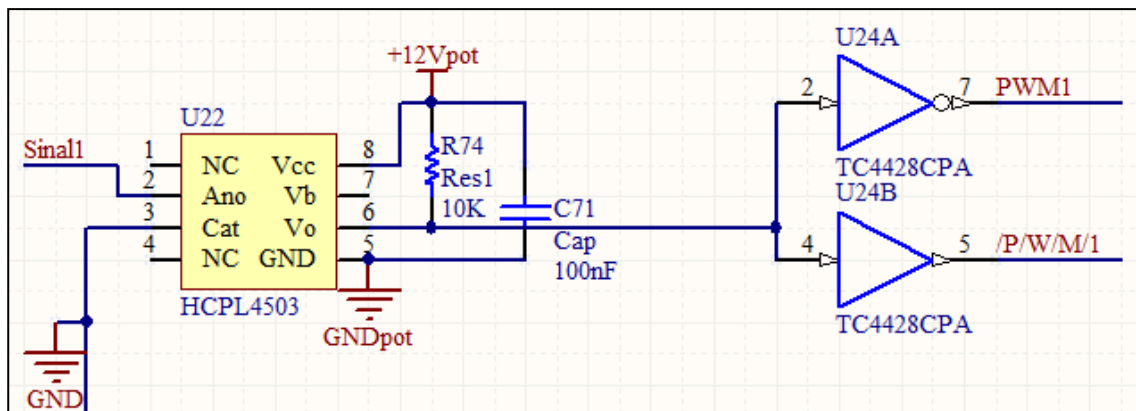 U24A
+12Vpot
2
7
PWM1
U22
Sinal1
1
NC
Vcc
8
R74
Res1
10K
TC4428CPA
2
Ano
Vb
7
U24B
3
Cat
Vo
6
C71
Cap
100nF
4
NC
GND
5
4
5
/P/W/M/1
HCPL4503
TC4428CPA
GNDpot
GND